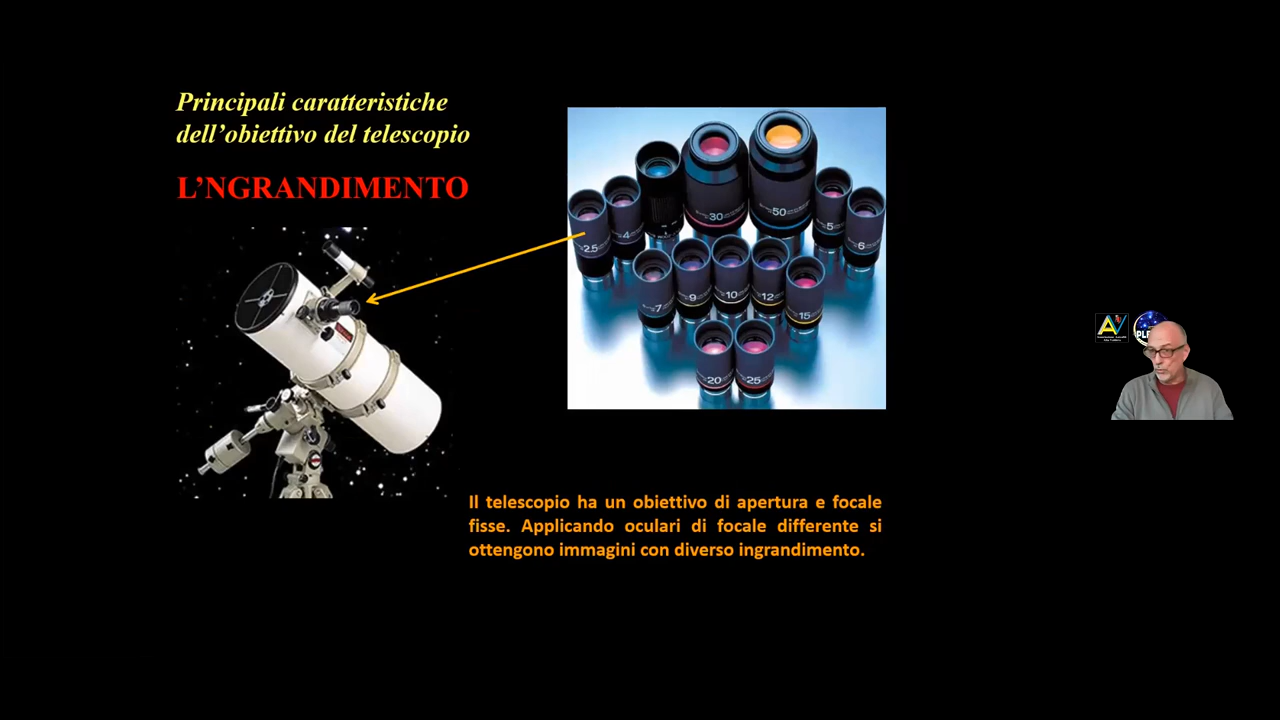 Principali caratteristiche
dell’obiettivo del telescopio
L’NGRANDIMENTO
30
50
2.5
4
5
6
7
9
10
12
15
20
25
AV
PLE
Il telescopio ha un obiettivo di apertura e focale
fisse. Applicando oculari di focale differente si
ottengono immagini con diverso ingrandimento.